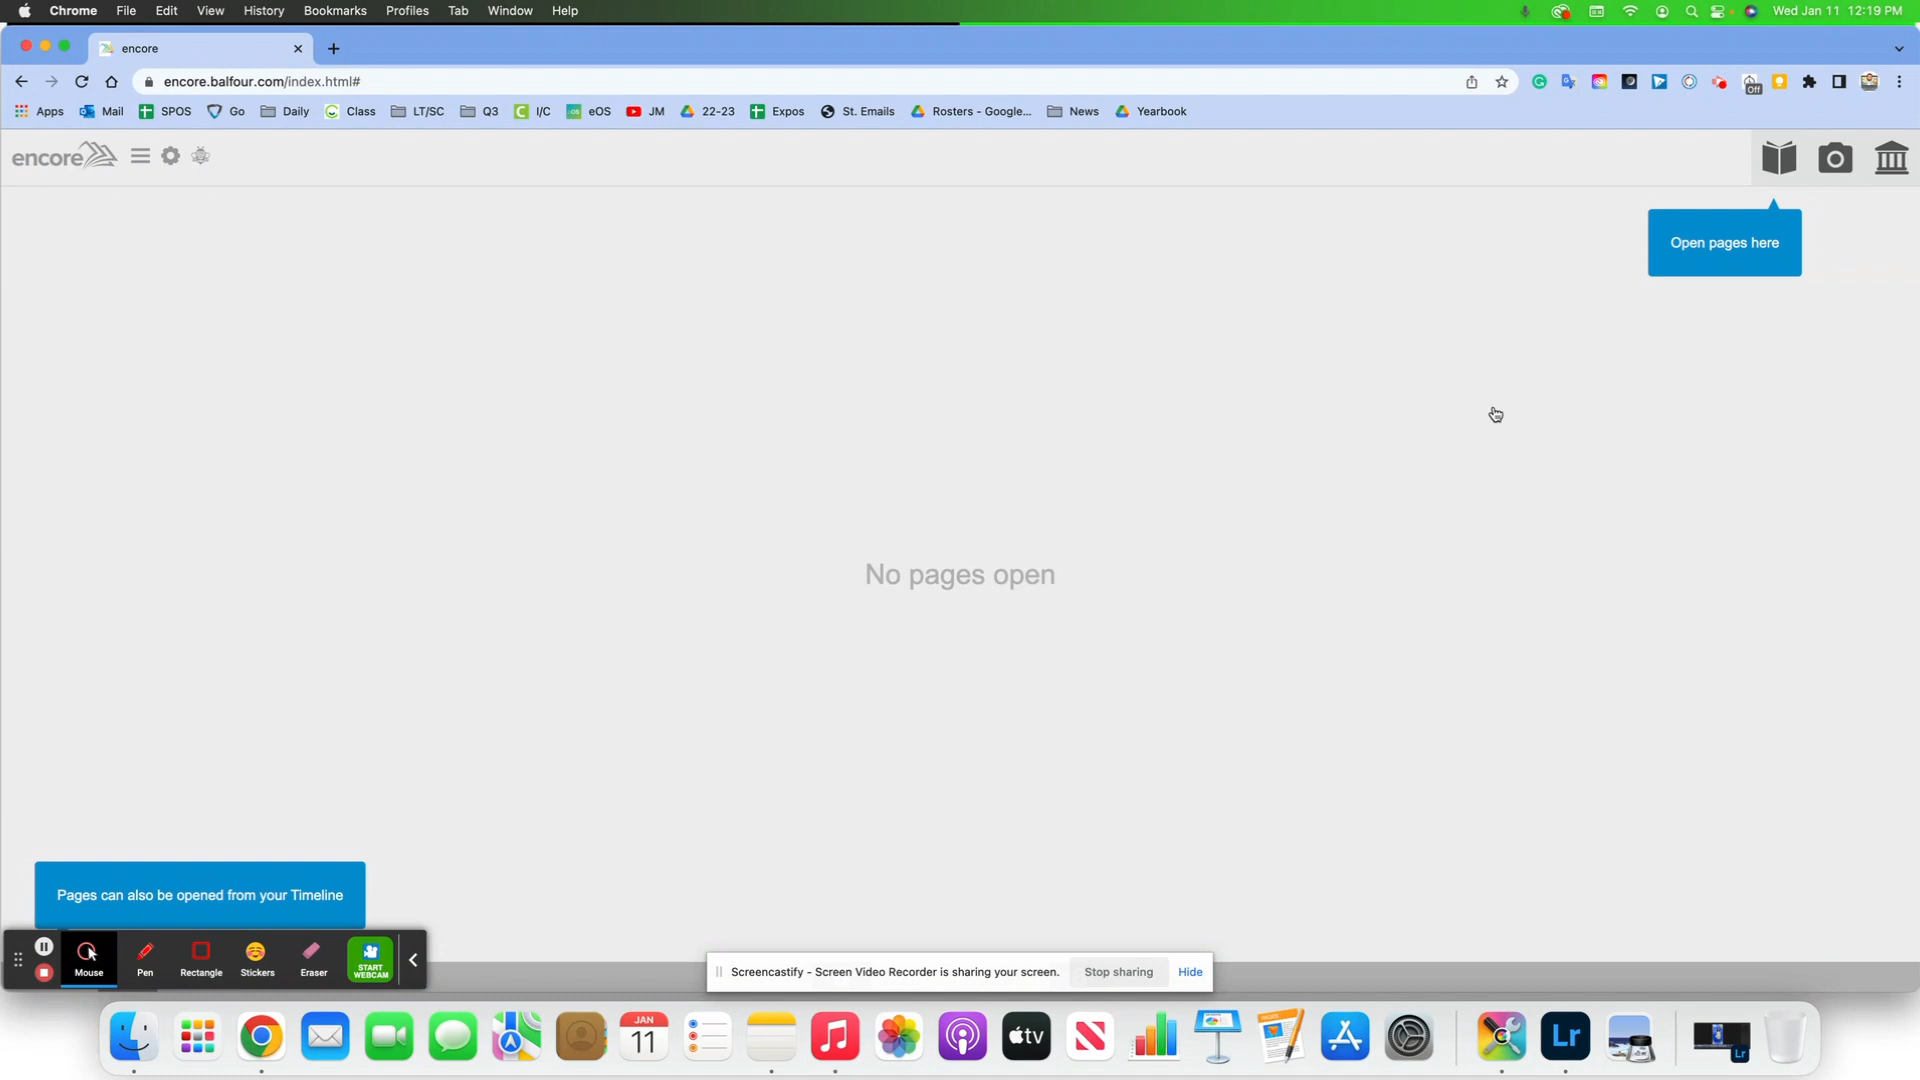 Chrome File Edit View History Bookmarks Profiles Tab Window Help Wed Jan 11 12:19 PM
encore
encore.balfour.com/index.html#
Off
Apps Mail SPOS Go Daily Class LT/SC Q3 I/C eOS JM 22-23 Expos St. Emails Rosters - Google... News Yearbook
encore
Open pages here
No pages open
Pages can also be opened from your Timeline
Mouse Pen Rectangle Stickers Eraser START WEBCAM
Screencastify - Screen Video Recorder is sharing your screen. Stop sharing Hide
JAN
11
tv
Lr
Lr